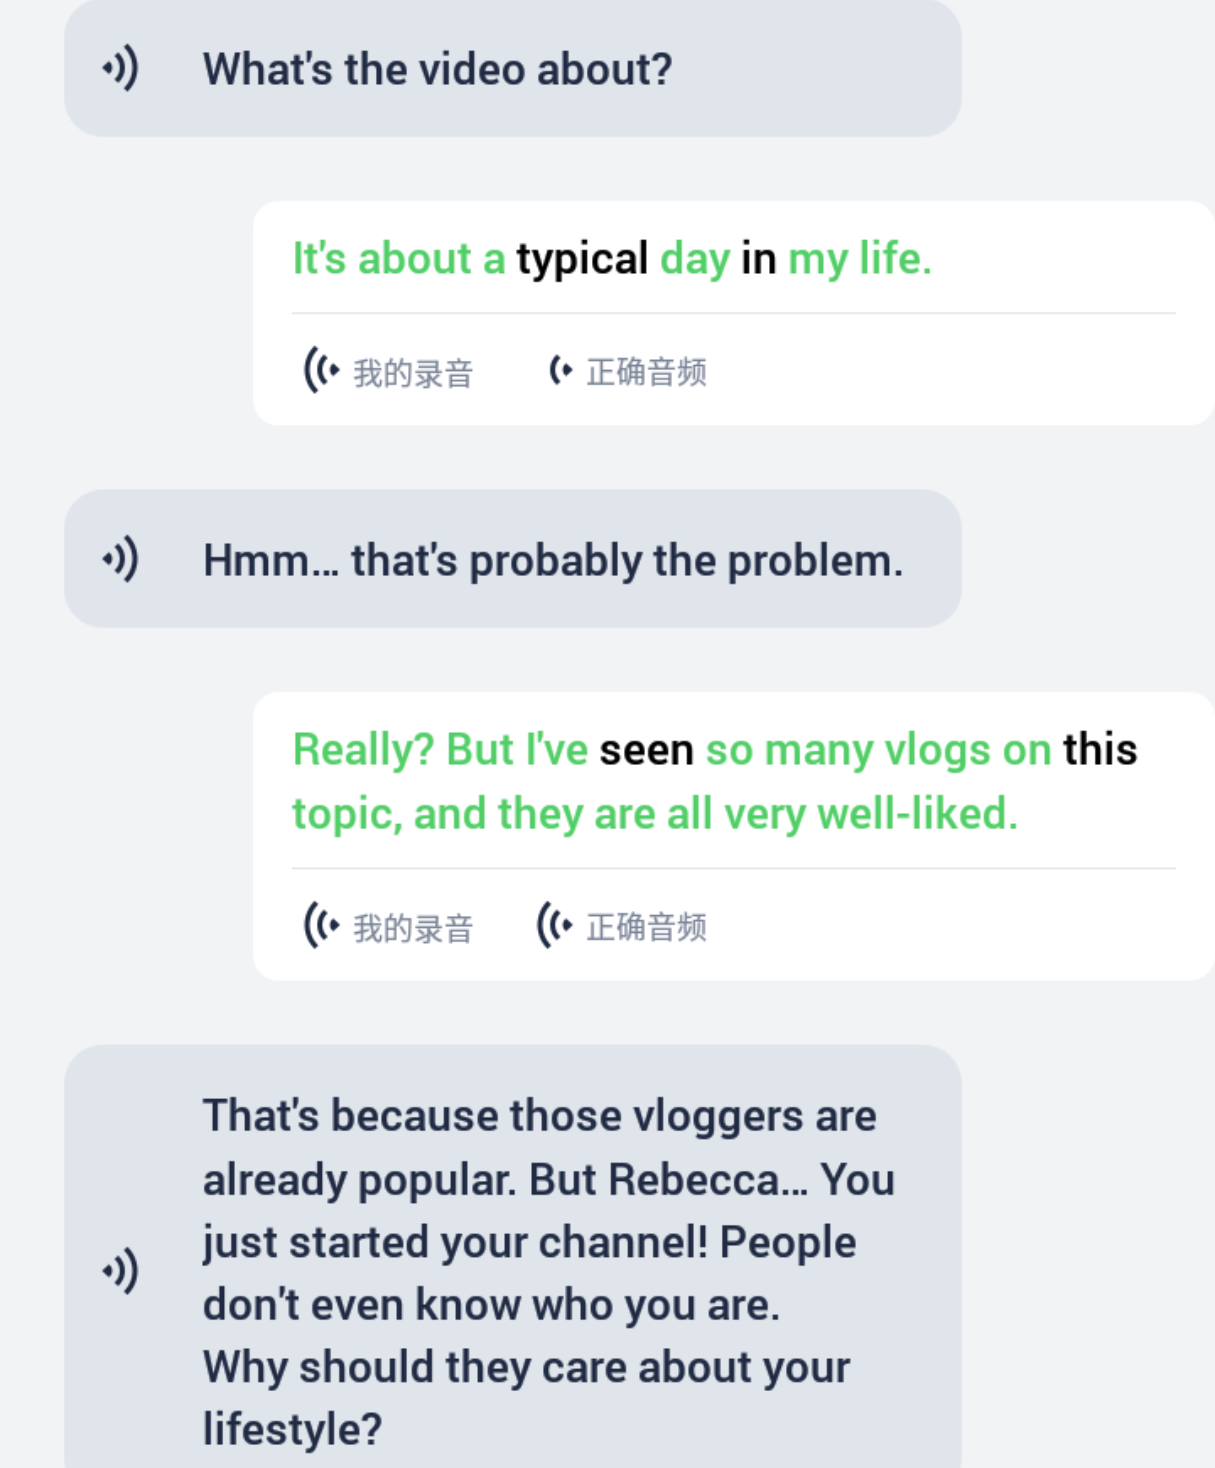 What's the video about?
It's about a typical day in my life.
我的录音 正确音频
Hmm... that's probably the problem.
Really? But I've seen so many vlogs on this
topic, and they are all very well-liked.
我的录音 正确音频
That's because those vloggers are
already popular. But Rebecca... You
just started your channel! People
don't even know who you are.
Why should they care about your
lifestyle?